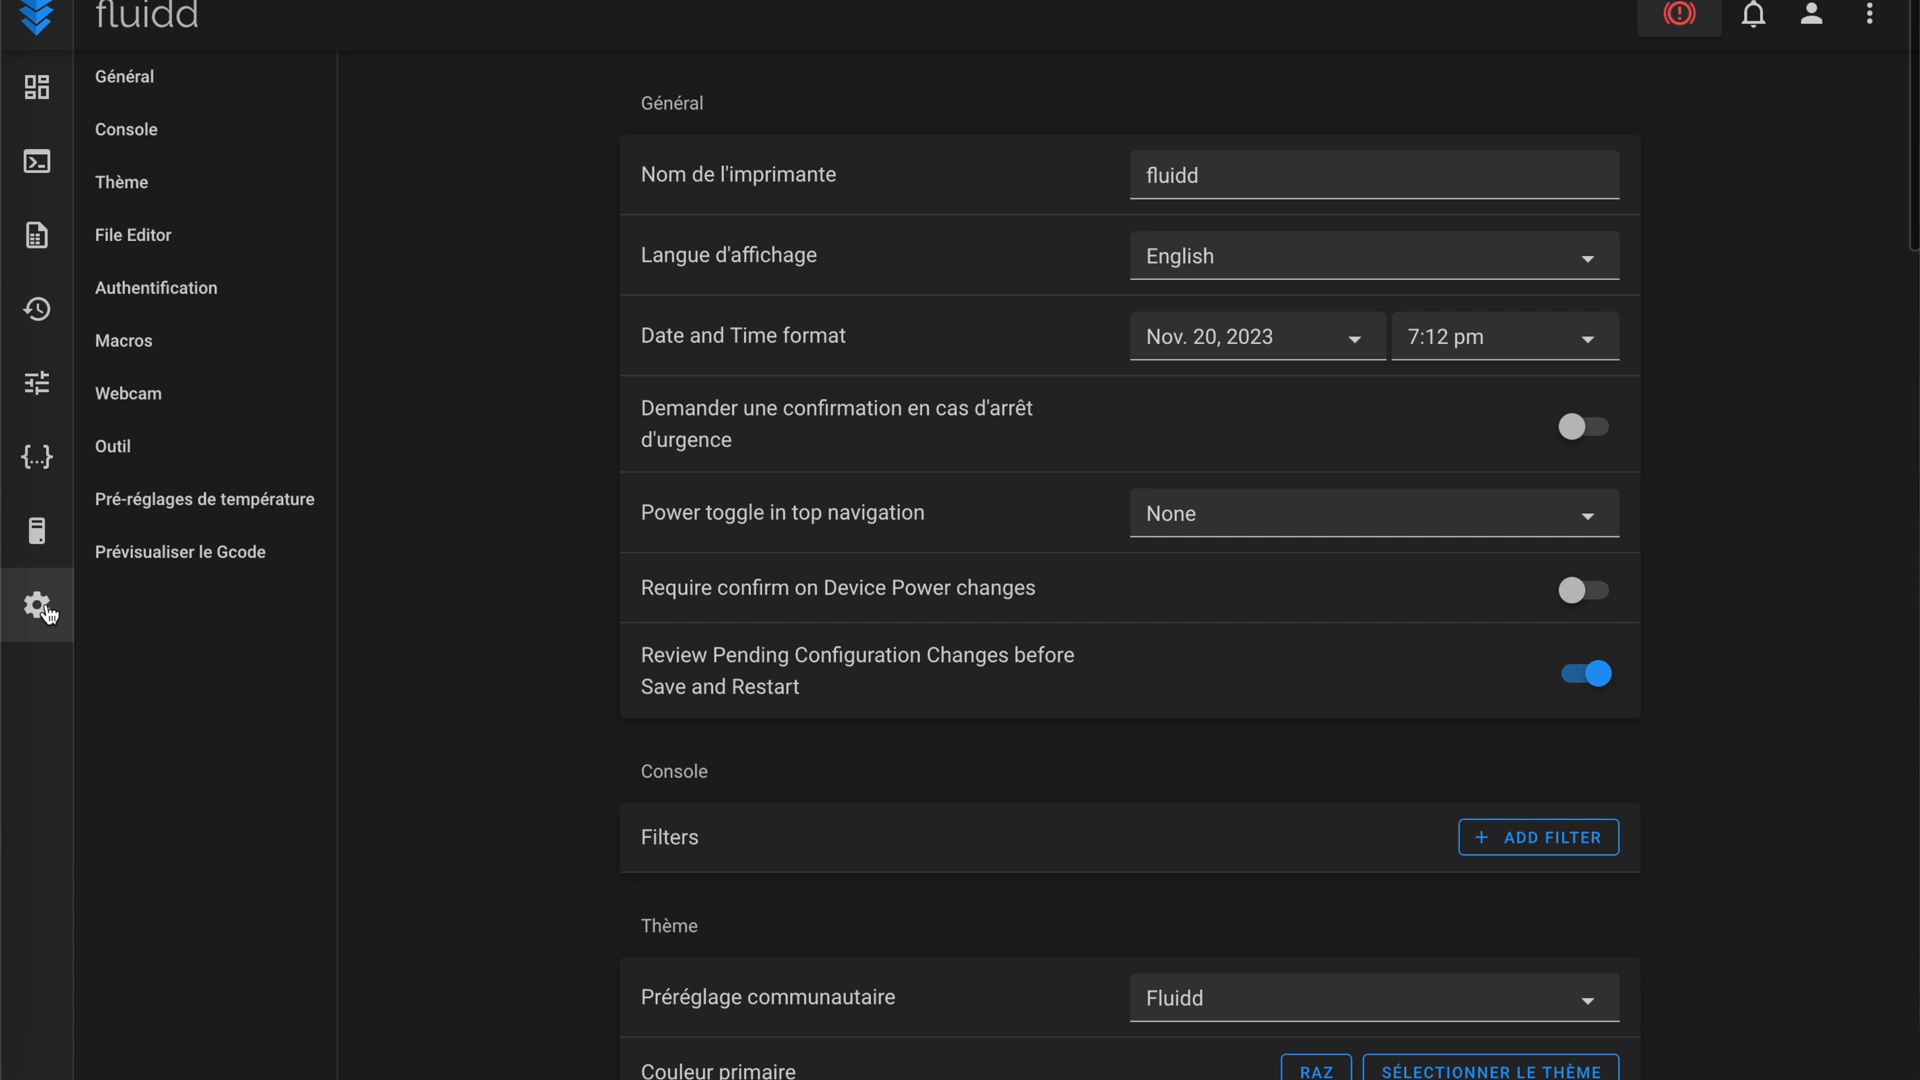 fluidd
Général
Console
Thème
File Editor
Authentification
Macros
Webcam
Outil
Pré-réglages de température
Prévisualiser le Gcode
Général
Nom de l'imprimante
fluidd
Langue d'affichage
English
Date and Time format
Nov. 20, 2023
7:12 pm
Demander une confirmation en cas d'arrêt
d'urgence
Power toggle in top navigation
None
Require confirm on Device Power changes
Review Pending Configuration Changes before
Save and Restart
Console
Filters
+ ADD FILTER
Thème
Préréglage communautaire
Fluidd
Couleur primaire
RAZ
SÉLECTIONNER LE THÈME